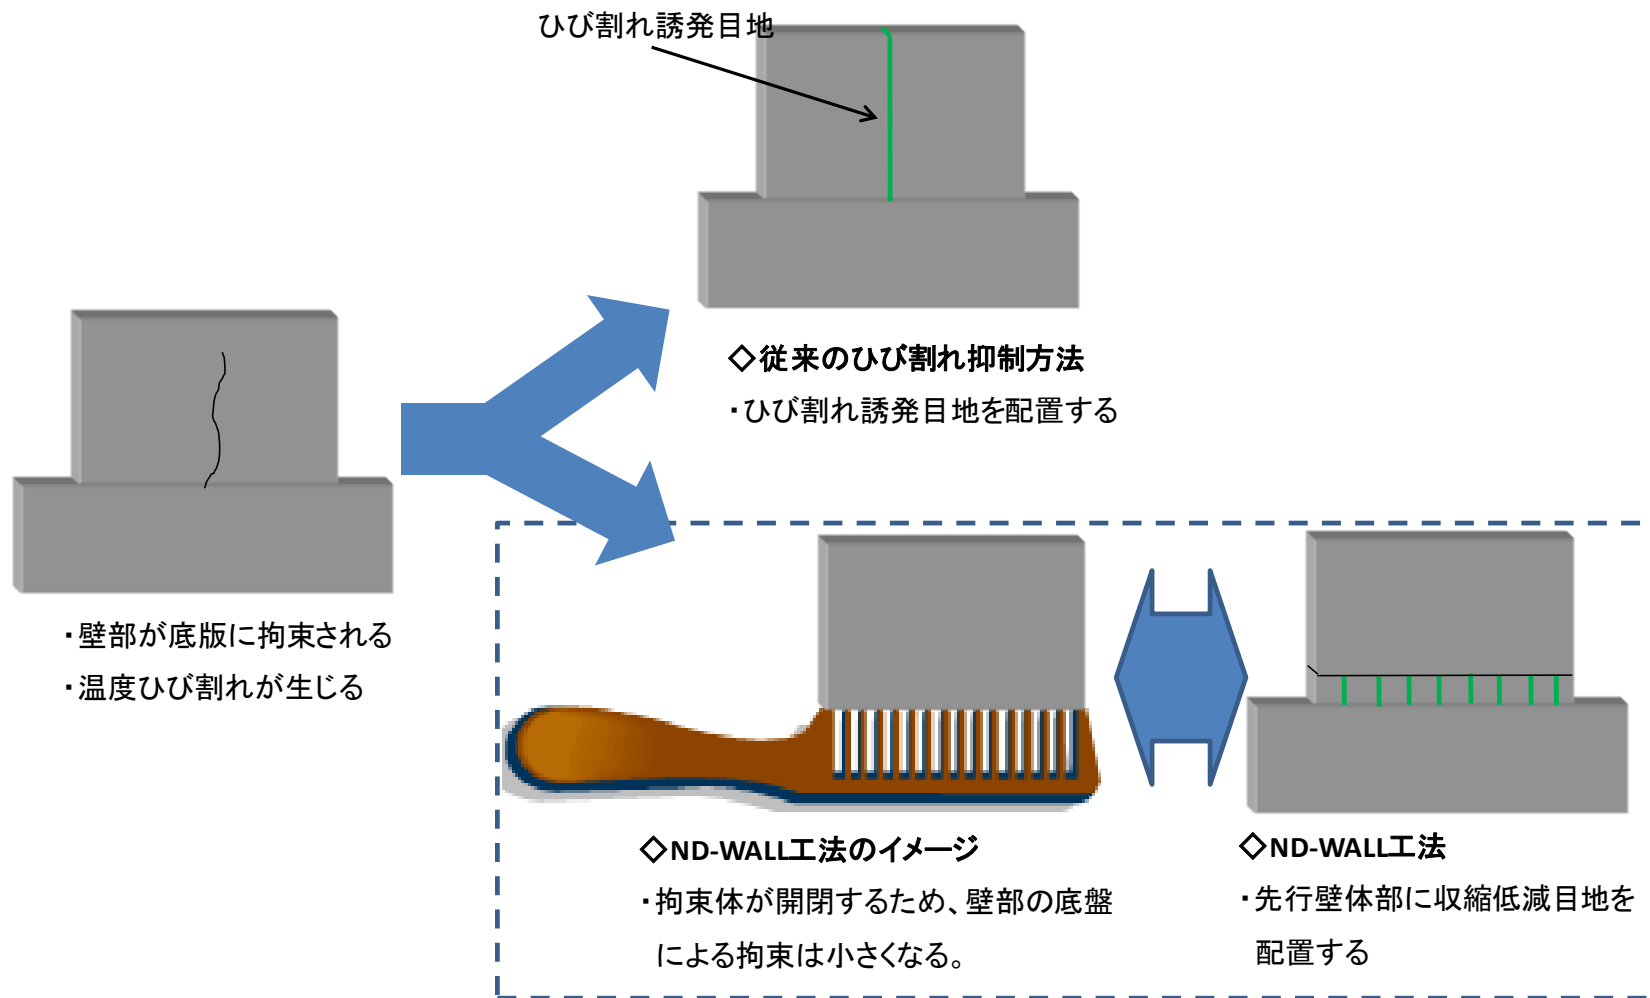 ひび割れ誘発目地
◇従来のひび割れ抑制方法
・ひび割れ誘発目地を配置する
・壁部が底版に拘束される
・温度ひび割れが生じる
◇ND-WALL工法のイメージ
・拘束体が開閉するため、壁部の底盤
による拘束は小さくなる。
◇ND-WALL工法
・先行壁体部に収縮低減目地を
配置する